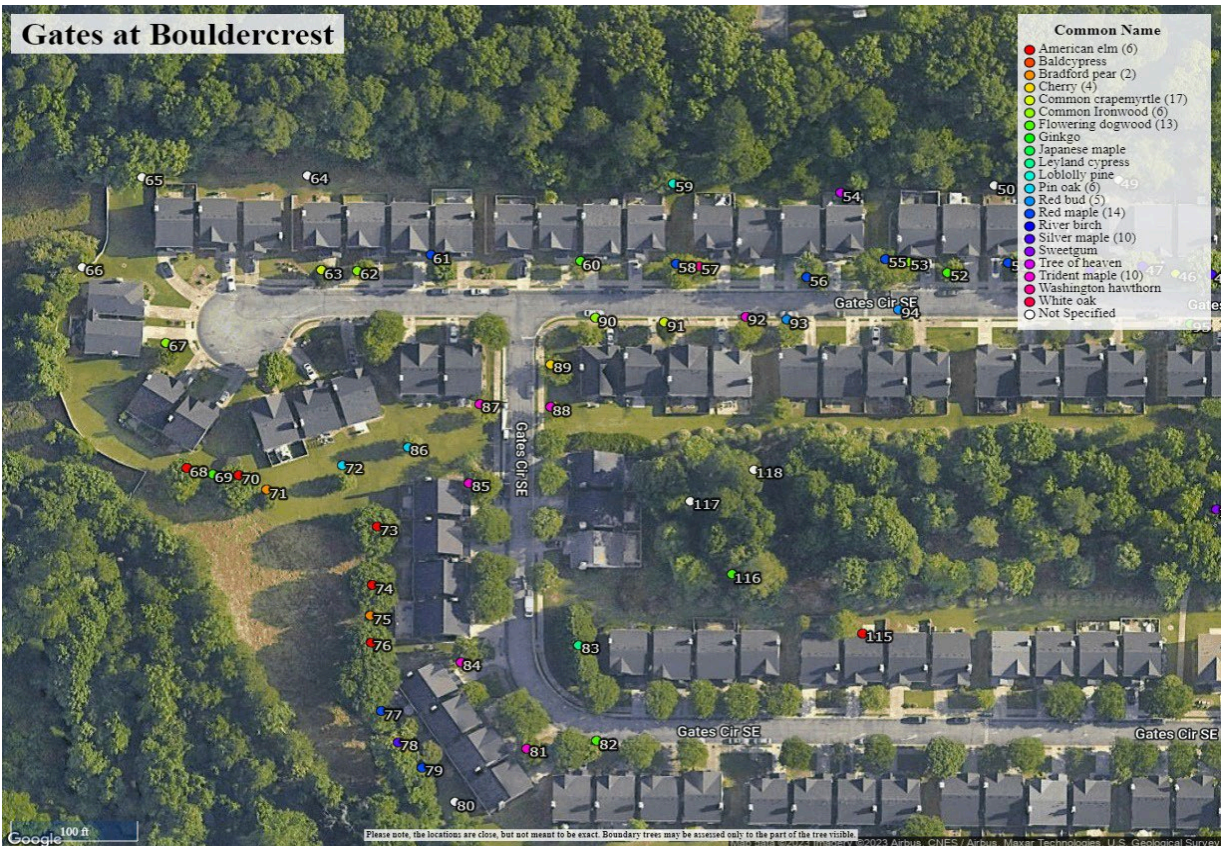 Gates at Bouldercrest
Common Name
American elm (6)
Baldcypress
Bradford pear (2)
Cherry (4)
Common crapemyrtle (17)
Common Ironwood (6)
Flowering dogwood (13)
Ginkgo
Japanese maple
Leyland cypress
Loblolly pine
Pin oak (6)
Red bud (5)
Red maple (14)
River birch
Silver maple (10)
Sweetgum
Tree of heaven
Trident maple (10)
Washington hawthorn
White oak
Not Specified
65
64
59
54
50
49
66
63
62
61
60
58
57
56
55
53
52
47
46
Gates Cir SE
67
90
91
92
93
94
95
89
87
88
Gates Cir SE
68
69
70
71
72
86
85
118
117
73
74
116
75
76
83
115
84
77
78
79
81
82
Gates Cir SE
Gates Cir SE
80
Google
100 ft
Please note, the locations are close, but not meant to be exact. Boundary trees may be assessed only to the part of the tree visible.
Map data ©2023 Imagery ©2023 Airbus, CNES / Airbus, Maxar Technologies, U.S. Geological Survey